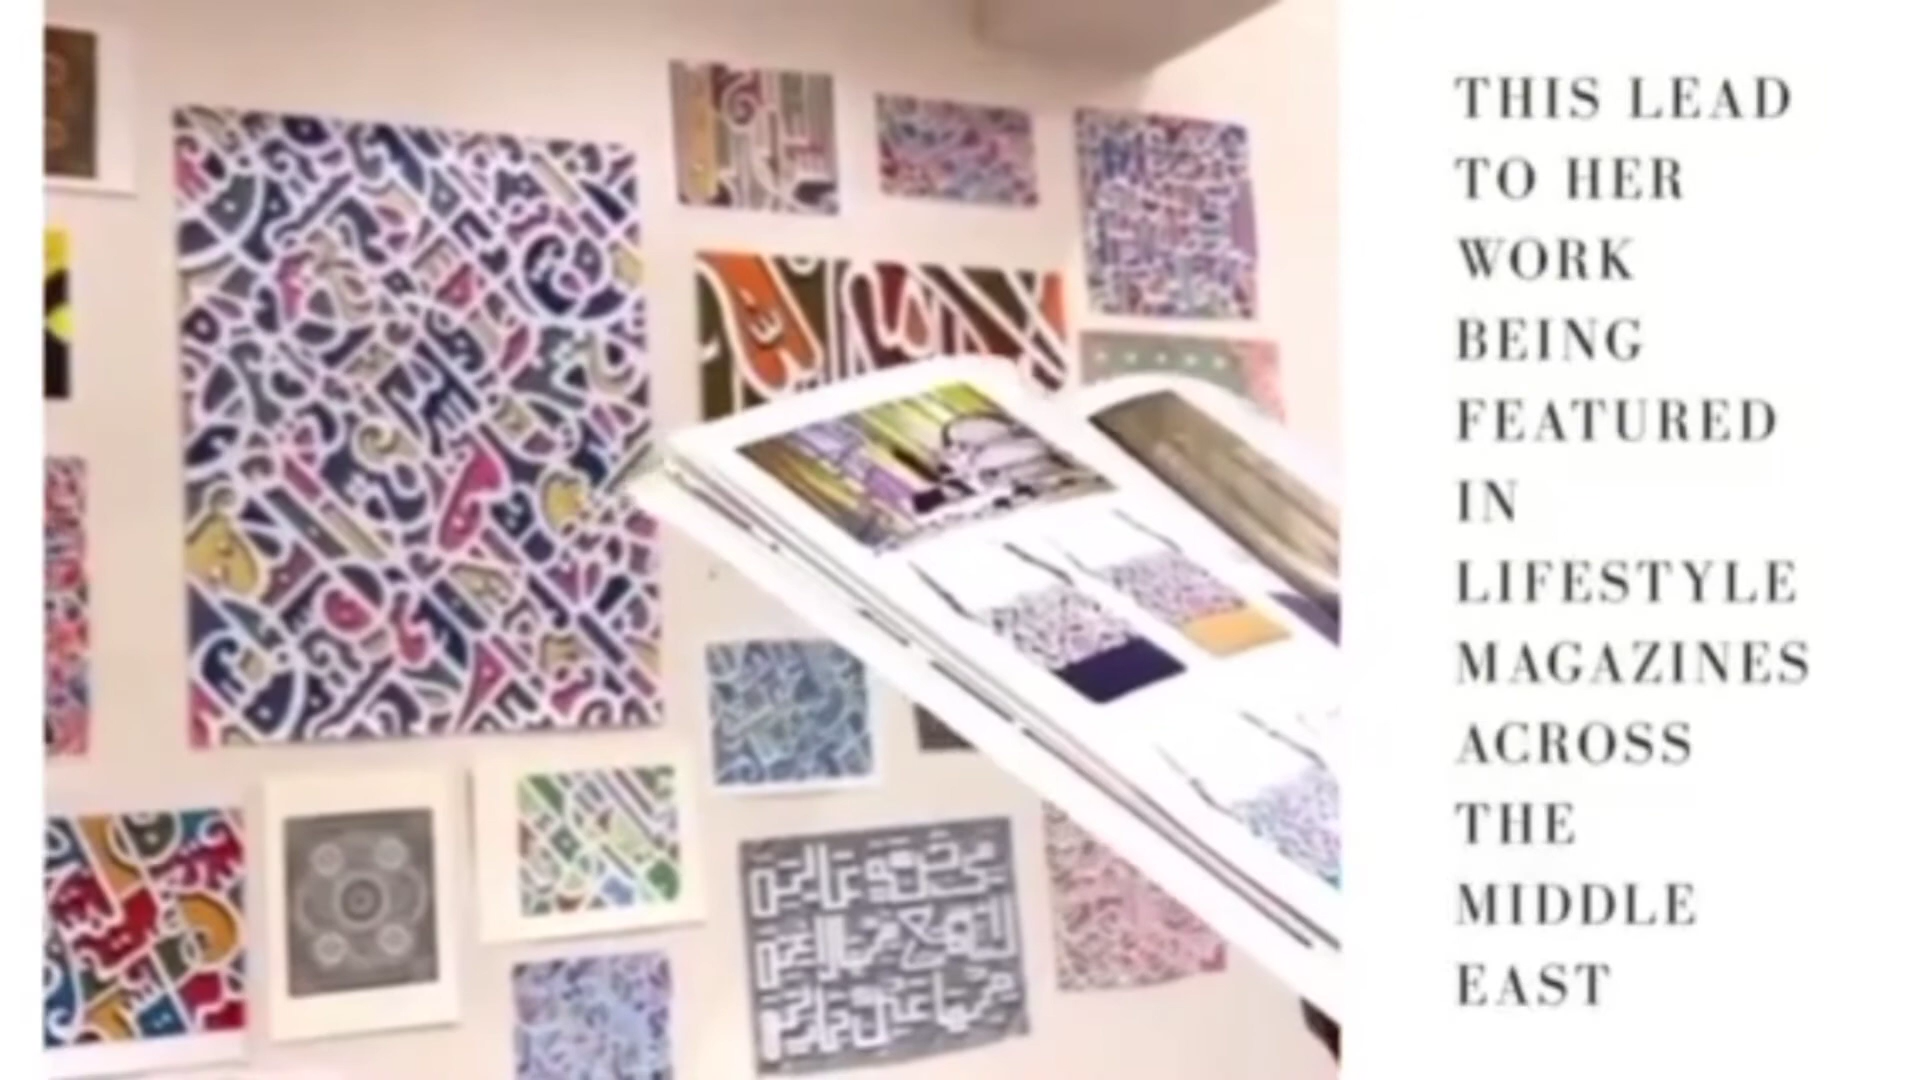 THIS LEAD
TO HER
WORK
BEING
FEATURED
IN
LIFESTYLE
MAGAZINES
ACROSS
THE
MIDDLE
EAST